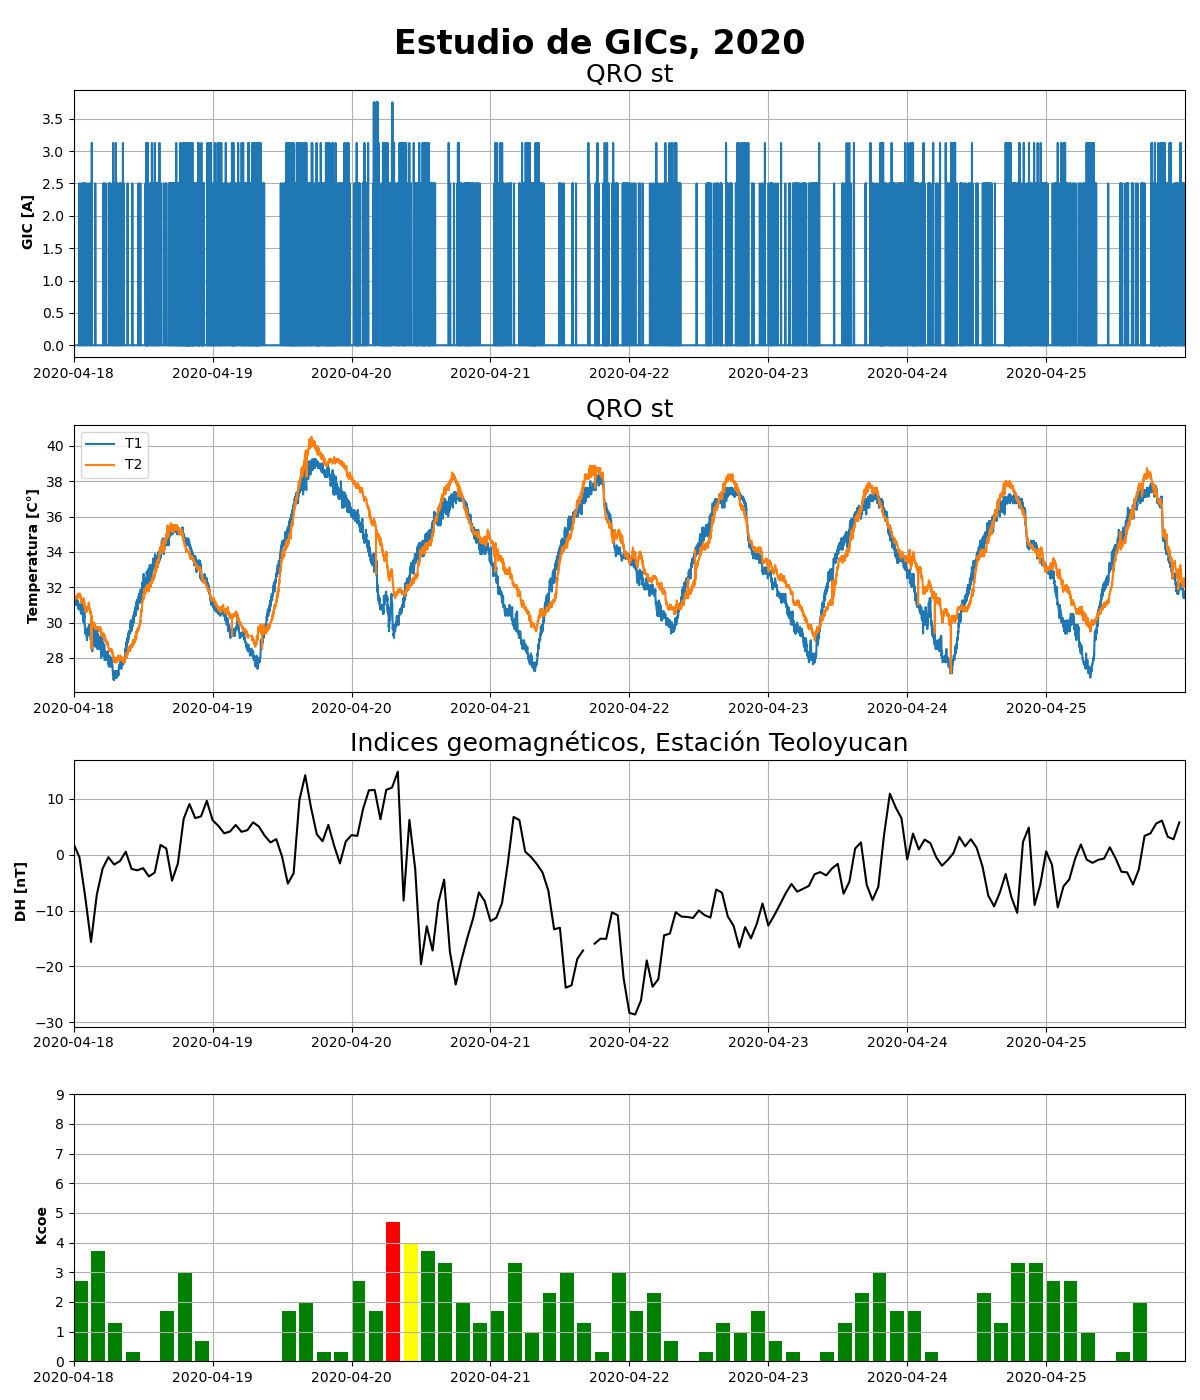 Estudio de GICs, 2020
QRO st
GIC [A]
3.5
3.0
2.5
2.0
1.5
1.0
0.5
0.0
2020-04-18 2020-04-19 2020-04-20 2020-04-21 2020-04-22 2020-04-23 2020-04-24 2020-04-25
QRO st
Temperatura [C°]
T1
T2
40
38
36
34
32
30
28
2020-04-18 2020-04-19 2020-04-20 2020-04-21 2020-04-22 2020-04-23 2020-04-24 2020-04-25
Indices geomagnéticos, Estación Teoloyucan
DH [nT]
10
0
−10
−20
−30
2020-04-18 2020-04-19 2020-04-20 2020-04-21 2020-04-22 2020-04-23 2020-04-24 2020-04-25
Kcoe
9
8
7
6
5
4
3
2
1
0
2020-04-18 2020-04-19 2020-04-20 2020-04-21 2020-04-22 2020-04-23 2020-04-24 2020-04-25